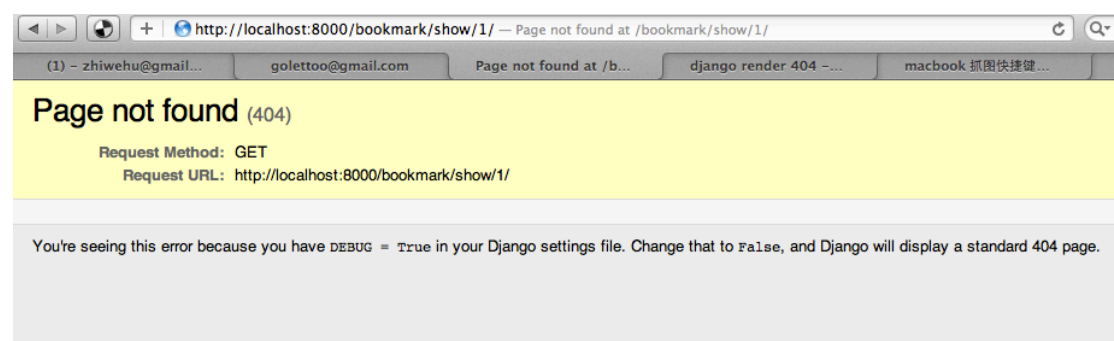 http://localhost:8000/bookmark/show/1/ — Page not found at /bookmark/show/1/
(1) – zhiwehu@gmail... golettoo@gmail.com Page not found at /b... django render 404 –... macbook 抓图快捷键...
Page not found (404)
Request Method: GET
Request URL: http://localhost:8000/bookmark/show/1/
You're seeing this error because you have DEBUG = True in your Django settings file. Change that to False, and Django will display a standard 404 page.